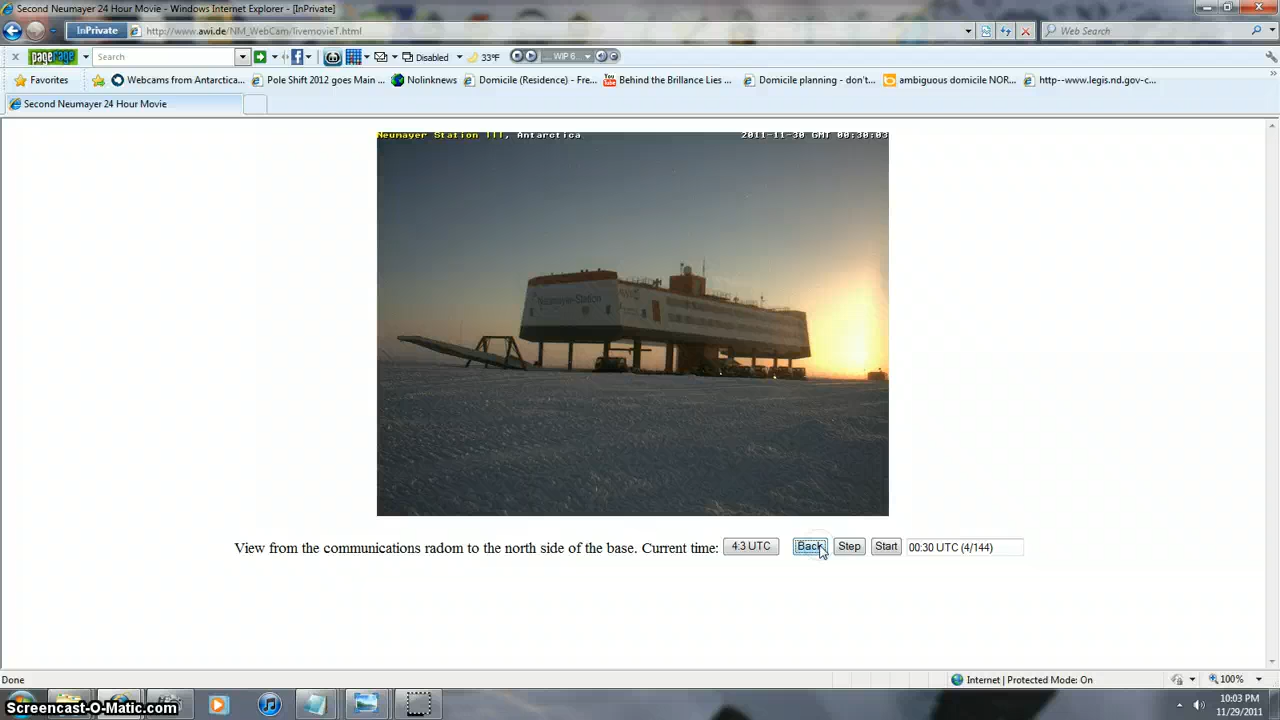 Second Neumayer 24 Hour Movie - Windows Internet Explorer - [InPrivate]
InPrivate http://www.awi.de/NM_WebCam/livemovieT.html Web Search
x pagerage Search Disabled 33°F ... WIP 6
Favorites Webcams from Antarctica... Pole Shift 2012 goes Main ... Nolinknews Domicile (Residence) - Fre... Behind the Brillance Lies ... Domicile planning - don't... ambiguous domicile NOR... http--www.legis.nd.gov-c...
Second Neumayer 24 Hour Movie
Neumayer Station III, Antarctica 2011-11-30 GMT 00:30:03
Neumayer-Station
View from the communications radom to the north side of the base. Current time: 4:3 UTC Back Step Start 00:30 UTC (4/144)
Done Internet | Protected Mode: On 100%
Screencast-O-Matic.com 10:03 PM
11/29/2011